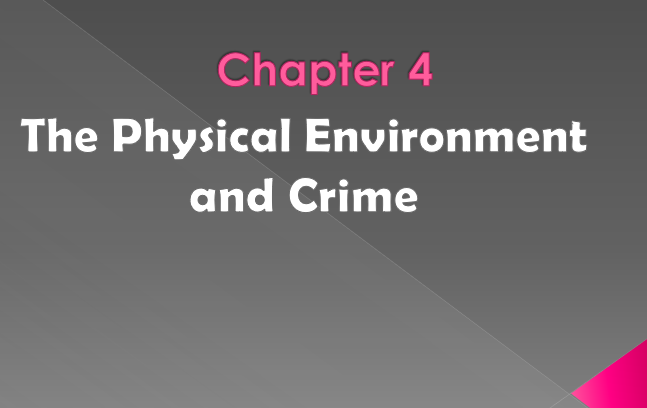 Chapter 4
The Physical Environment
and Crime